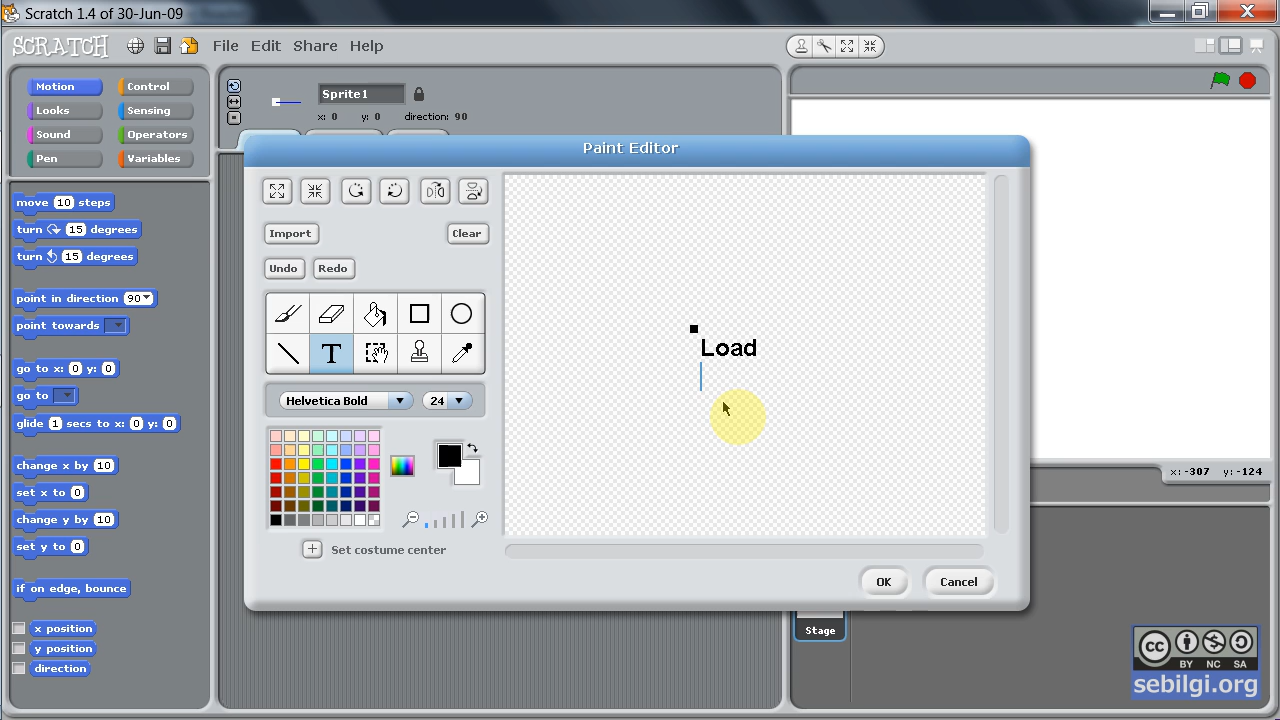 Scratch 1.4 of 30-Jun-09
SCRATCH
File Edit Share Help
Motion Control
Looks Sensing
Sound Operators
Pen Variables
Sprite1
x: 0 y: 0 direction: 90
move 10 steps
turn 15 degrees
turn 15 degrees
point in direction 90
point towards
go to x: 0 y: 0
go to
glide 1 secs to x: 0 y: 0
change x by 10
set x to 0
change y by 10
set y to 0
if on edge, bounce
x position
y position
direction
Paint Editor
Import Clear
Undo Redo
T
Helvetica Bold 24
Set costume center
Load
OK Cancel
x: -307 y: -124
Stage
cc BY NC SA
sebilgi.org